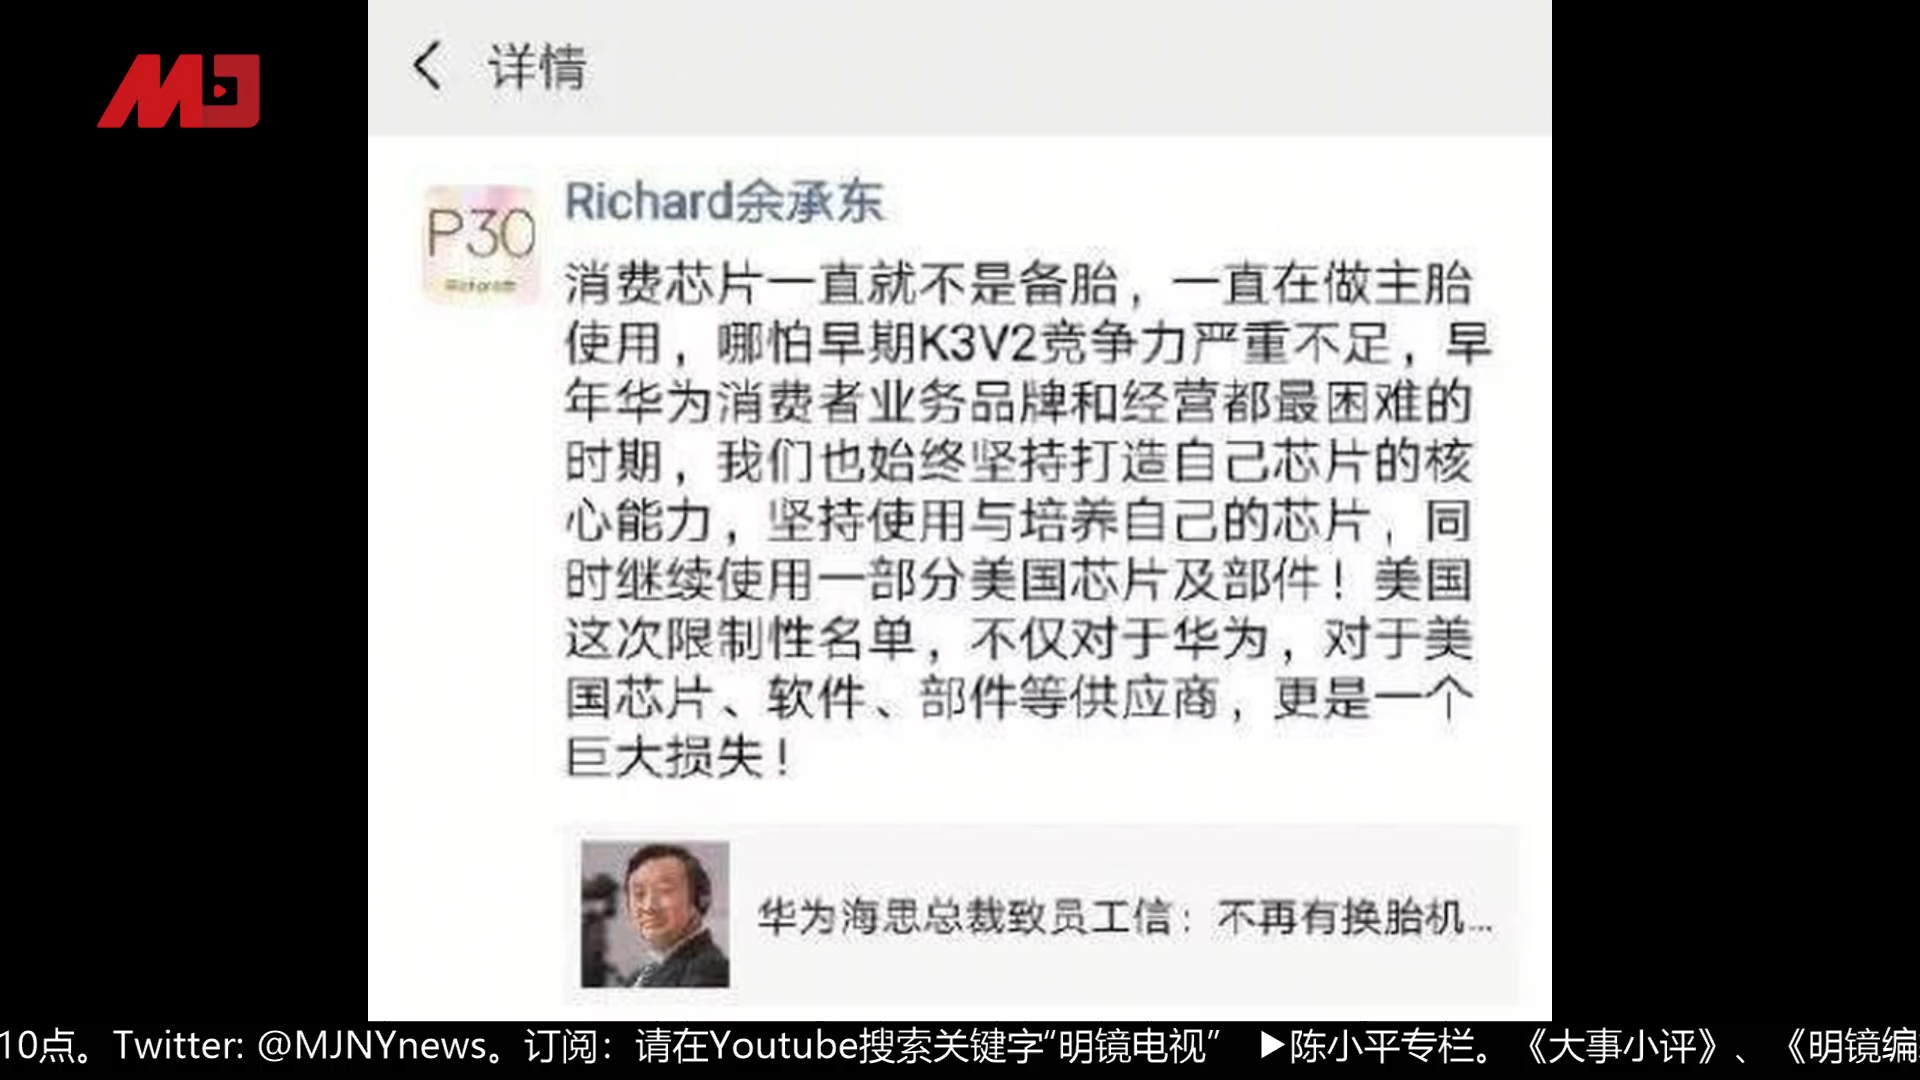 MJ
详情
P30
Richard余承东
消费芯片一直就不是备胎，一直在做主胎
使用，哪怕早期K3V2竞争力严重不足，早
年华为消费者业务品牌和经营都最困难的
时期，我们也始终坚持打造自己芯片的核
心能力，坚持使用与培养自己的芯片，同
时继续使用一部分美国芯片及部件！美国
这次限制性名单，不仅对于华为，对于美
国芯片、软件、部件等供应商，更是一个
巨大损失！
华为海思总裁致员工信：不再有换胎机...
10点。Twitter: @MJNYnews。订阅：请在Youtube搜索关键字“明镜电视” ▶陈小平专栏。《大事小评》、《明镜编